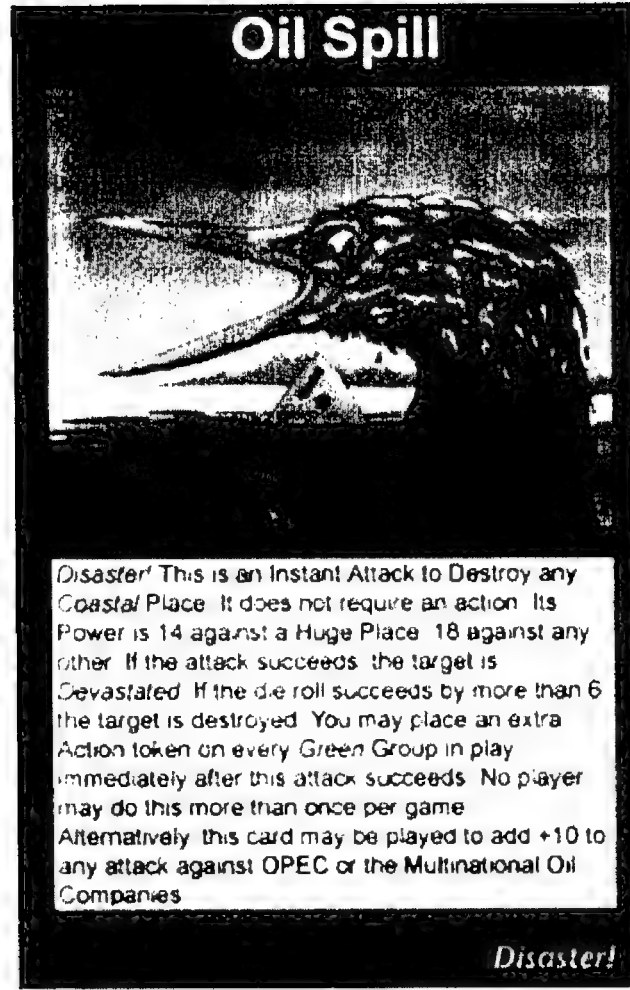 Oil Spill
Disaster! This is an Instant Attack to Destroy any
Coastal Place. It does not require an action. Its
Power is 14 against a Huge Place, 18 against any
other. If the attack succeeds, the target is
Devastated. If the die roll succeeds by more than 6
the target is destroyed. You may place an extra
Action token on every Green Group in play
immediately after this attack succeeds. No player
may do this more than once per game.
Alternatively, this card may be played to add +10 to
any attack against OPEC or the Multinational Oil
Companies.
Disaster!